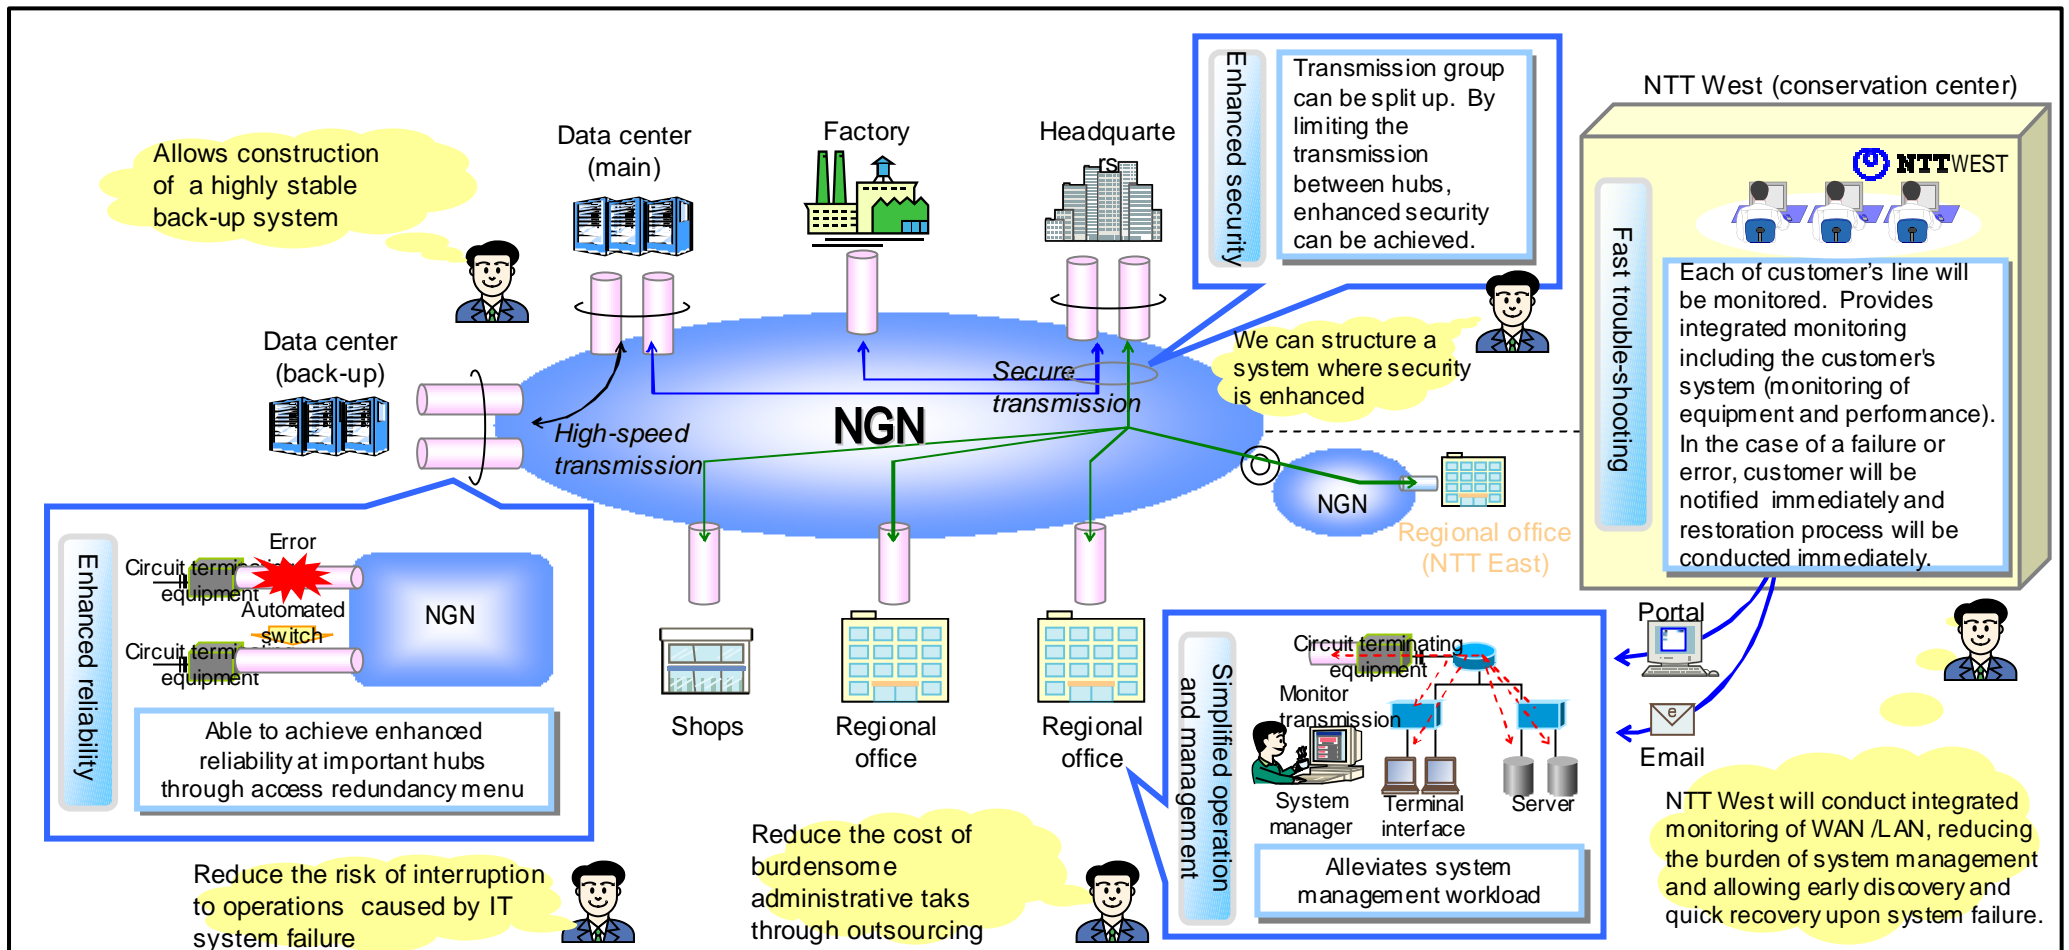 Allows construction
of a highly stable
back-up system
Data center
(main)
Factory
Headquarte
rs
Enhanced security
Transmission group
can be split up. By
limiting the
transmission
between hubs,
enhanced security
can be achieved.
NTT West (conservation center)
NTT WEST
Fast trouble-shooting
Each of customer's line will
be monitored. Provides
integrated monitoring
including the customer's
system (monitoring of
equipment and performance).
In the case of a failure or
error, customer will be
notified immediately and
restoration process will be
conducted immediately.
Data center
(back-up)
We can structure a
system where security
is enhanced
Secure
transmission
NGN
High-speed
transmission
NGN
Regional office
(NTT East)
Enhanced reliability
Error
Circuit terminating
equipment
Automated
switch
Circuit terminating
equipment
NGN
Able to achieve enhanced
reliability at important hubs
through access redundancy menu
Shops
Regional
office
Regional
office
Simplified operation
and management
Circuit terminating
equipment
Monitor
transmission
System
manager
Terminal
interface
Server
Alleviates system
management workload
Portal
e
Email
Reduce the risk of interruption
to operations caused by IT
system failure
Reduce the cost of
burdensome
administrative taks
through outsourcing
NTT West will conduct integrated
monitoring of WAN /LAN, reducing
the burden of system management
and allowing early discovery and
quick recovery upon system failure.